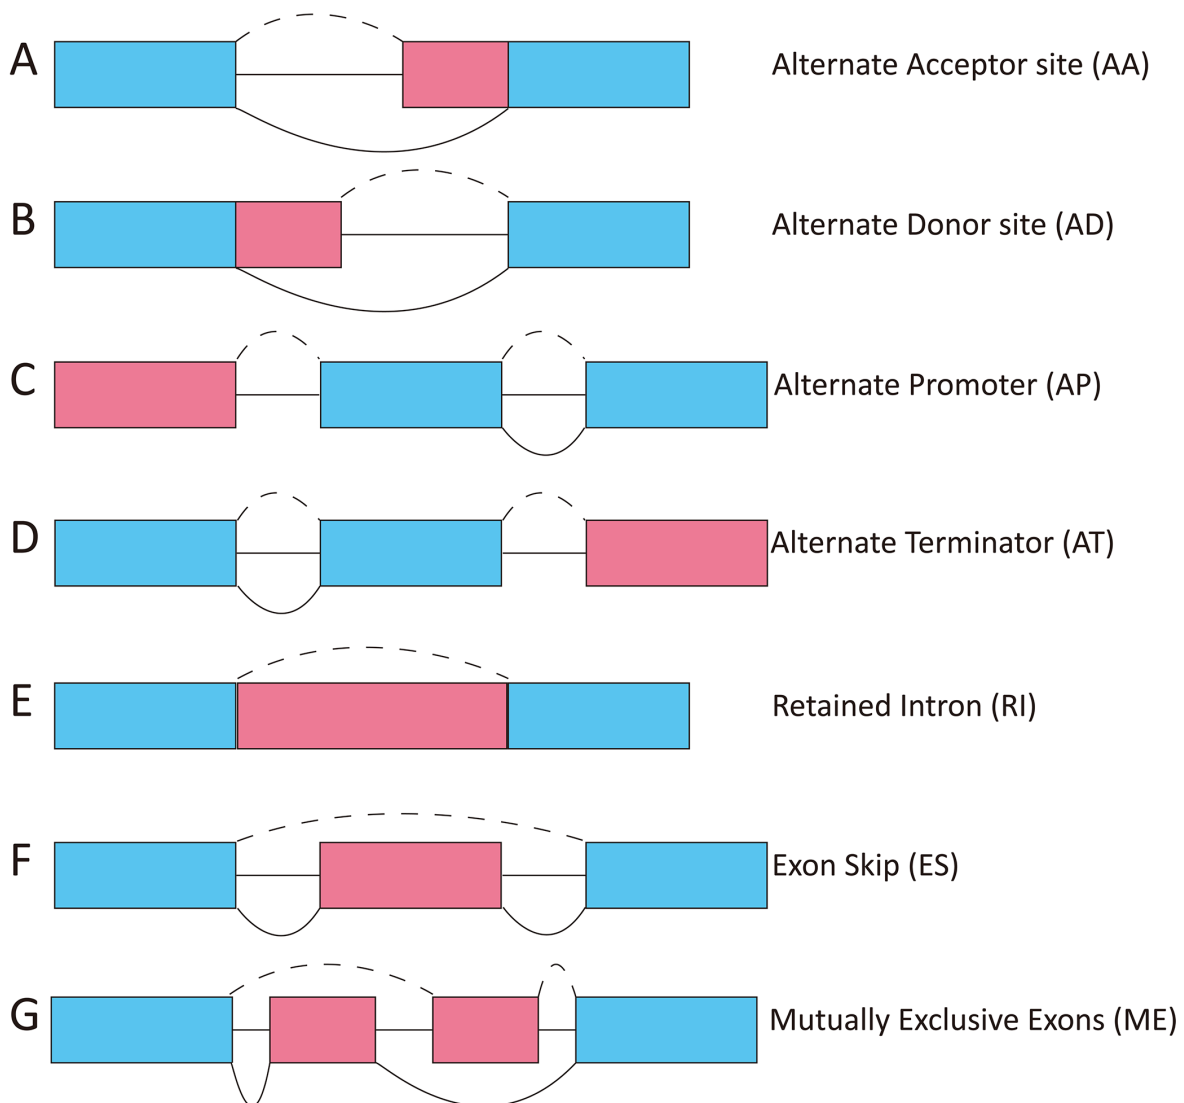 A Alternate Acceptor site (AA)
B Alternate Donor site (AD)
C Alternate Promoter (AP)
D Alternate Terminator (AT)
E Retained Intron (RI)
F Exon Skip (ES)
G Mutually Exclusive Exons (ME)